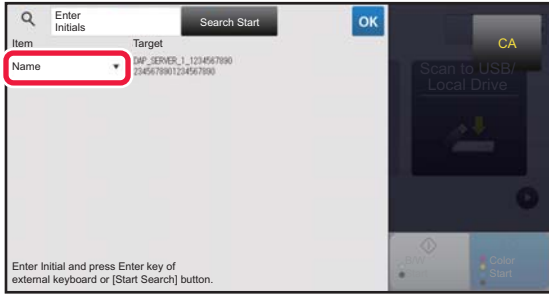 Enter
Initials
Search Start
OK
CA
Item
Target
Name
DAP_SERVER_1_1234567890
2345678901234567890
Scan to USB/
Local Drive
B/W
Start
Color
Start
Enter Initial and press Enter key of
external keyboard or [Start Search] button.